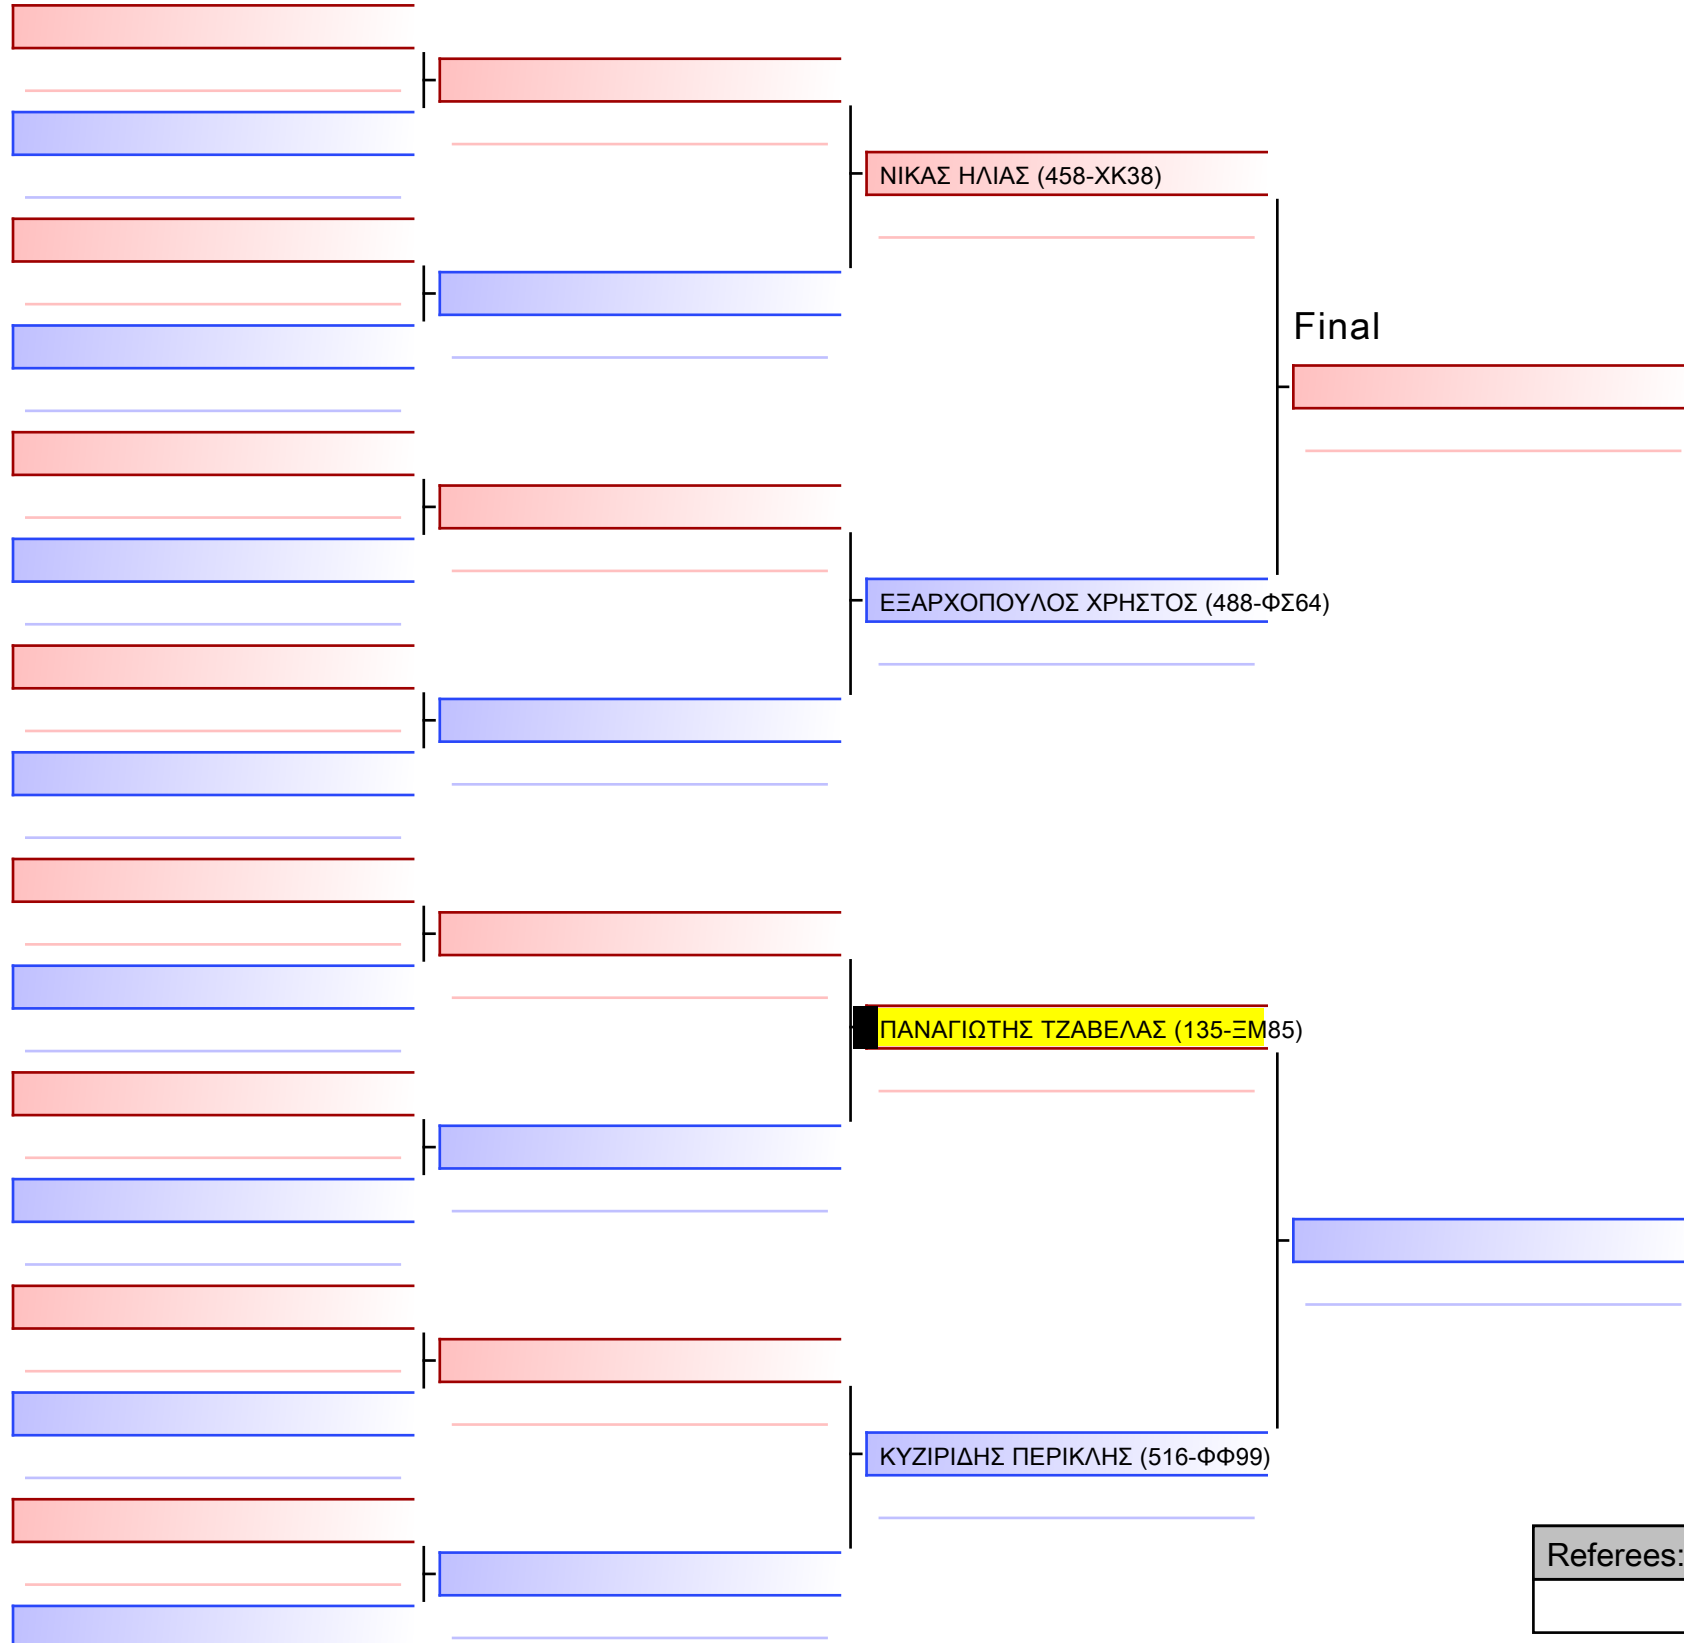 ΝΙΚΑΣ ΗΛΙΑΣ (458-ΧΚ38)
Final
ΕΞΑΡΧΟΠΟΥΛΟΣ ΧΡΗΣΤΟΣ (488-ΦΣ64)
ΠΑΝΑΓΙΩΤΗΣ ΤΖΑΒΕΛΑΣ (135-ΞΜ85)
ΚΥΖΙΡΙΔΗΣ ΠΕΡΙΚΛΗΣ (516-ΦΦ99)
Referees: